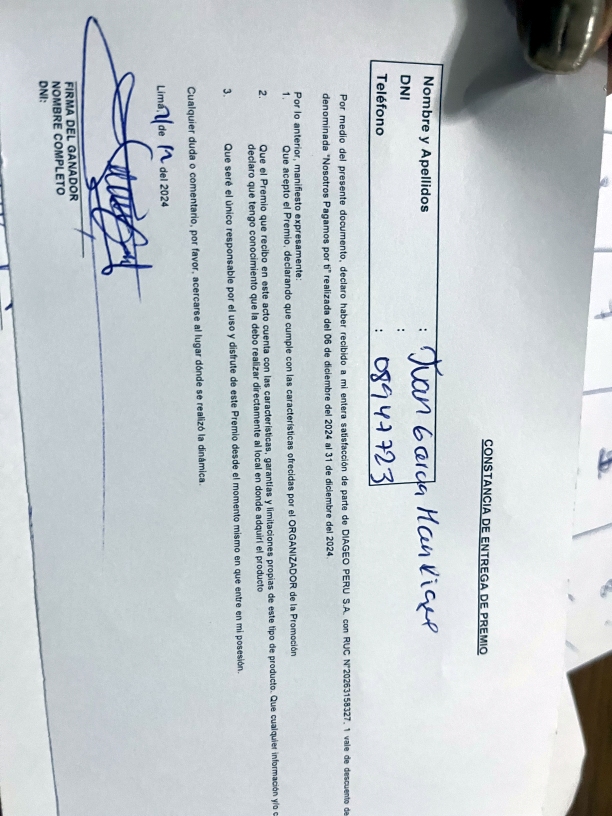 CONSTANCIA DE ENTREGA DE PREMIO
Nombre y Apellidos : Juan Garcia Manrique
DNI :
Teléfono : 08947723
Por medio del presente documento, declaro haber recibido a mi entera satisfacción de parte de DIAGEO PERU S.A. con RUC N°20263158327, 1 vale de descuento de
denominada "Nosotros Pagamos por ti" realizada del 06 de diciembre del 2024 al 31 de diciembre del 2024.
Por lo anterior, manifiesto expresamente:
1. Que acepto el Premio, declarando que cumple con las características ofrecidas por el ORGANIZADOR de la Promoción
2. Que el Premio que recibo en este acto cuenta con las características, garantías y limitaciones propias de este tipo de producto. Que cualquier información y/o c
declaro que tengo conocimiento que la debo realizar directamente al local en donde adquirí el producto
3. Que seré el único responsable por el uso y disfrute de este Premio desde el momento mismo en que entre en mi posesión.
Cualquier duda o comentario, por favor, acercarse al lugar dónde se realizó la dinámica.
Lima, de 12 del 2024
FIRMA DEL GANADOR
NOMBRE COMPLETO
DNI: